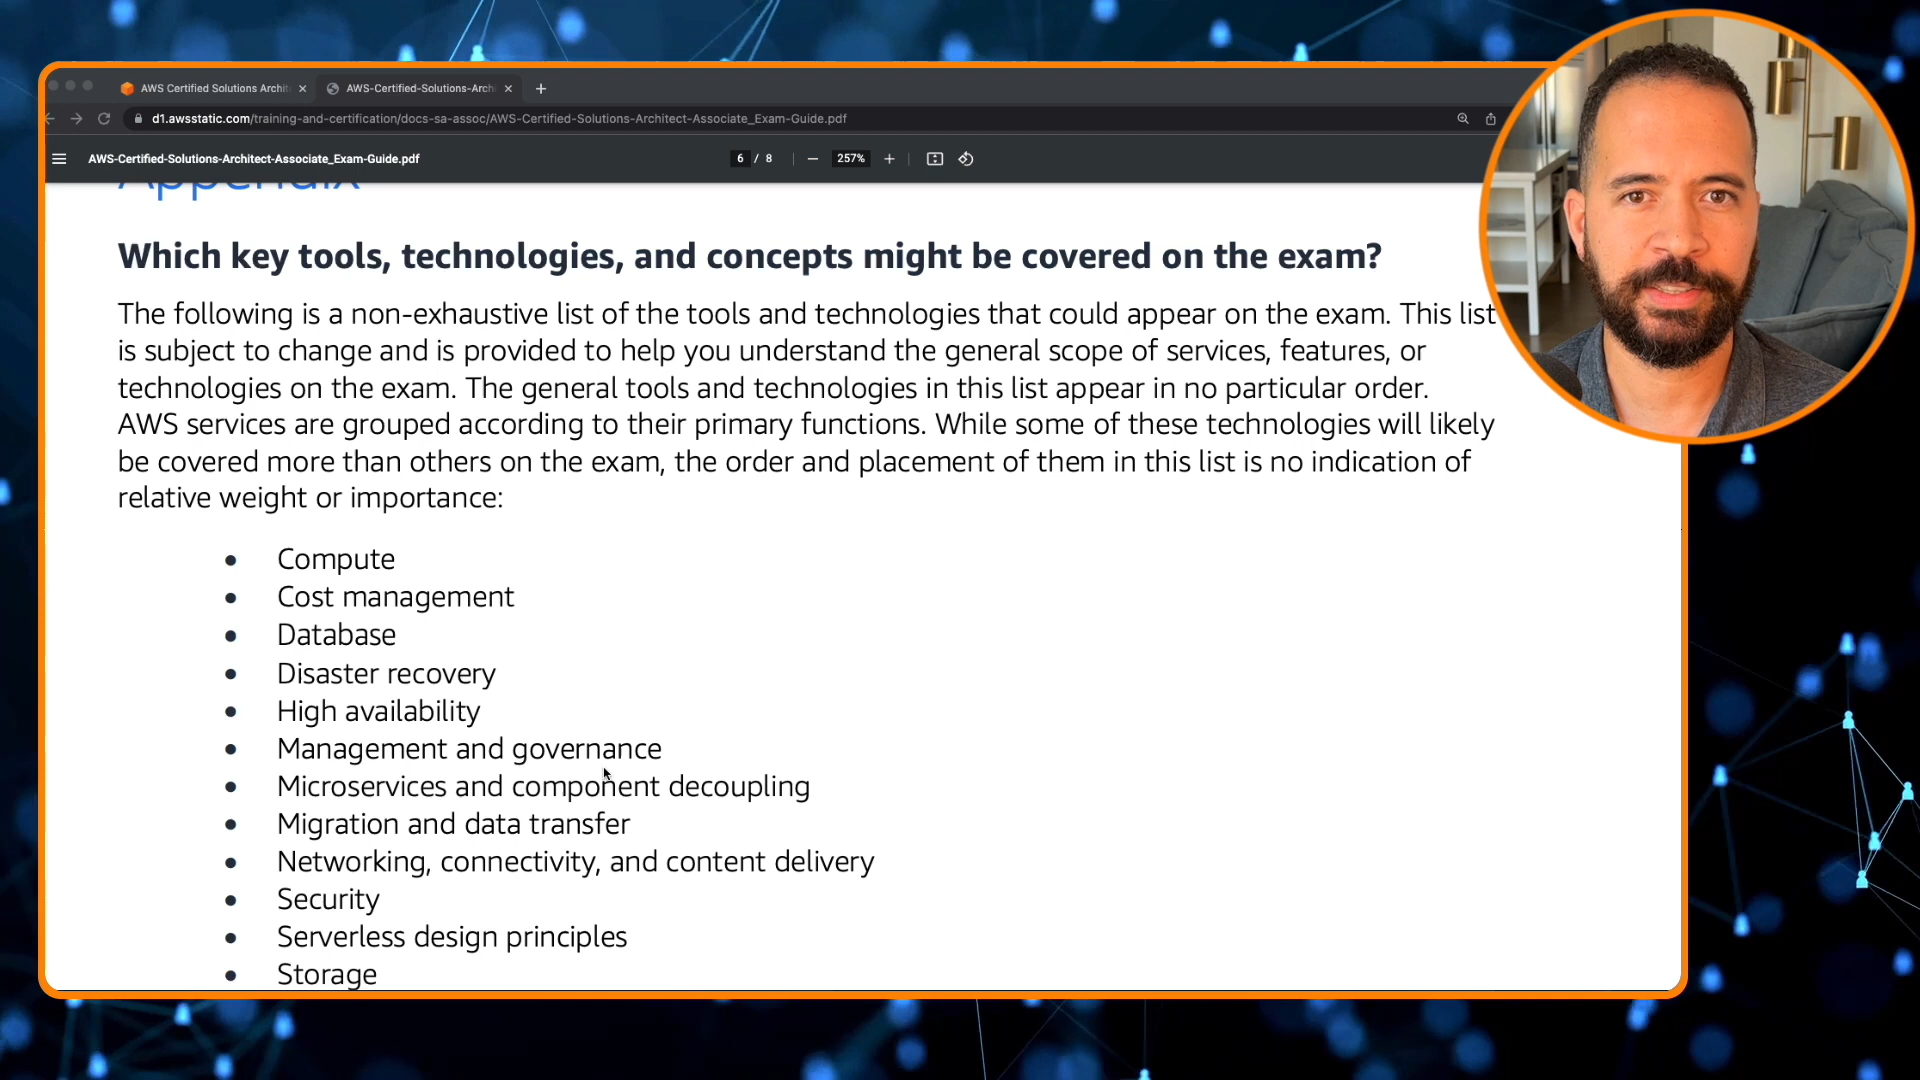 AWS Certified Solutions Archit
AWS-Certified-Solutions-Archi
d1.awsstatic.com/training-and-certification/docs-sa-assoc/AWS-Certified-Solutions-Architect-Associate_Exam-Guide.pdf
AWS-Certified-Solutions-Architect-Associate_Exam-Guide.pdf
6 / 8
257%
Appendix
Which key tools, technologies, and concepts might be covered on the exam?
The following is a non-exhaustive list of the tools and technologies that could appear on the exam. This list
is subject to change and is provided to help you understand the general scope of services, features, or
technologies on the exam. The general tools and technologies in this list appear in no particular order.
AWS services are grouped according to their primary functions. While some of these technologies will likely
be covered more than others on the exam, the order and placement of them in this list is no indication of
relative weight or importance:
• Compute
• Cost management
• Database
• Disaster recovery
• High availability
• Management and governance
• Microservices and component decoupling
• Migration and data transfer
• Networking, connectivity, and content delivery
• Security
• Serverless design principles
• Storage